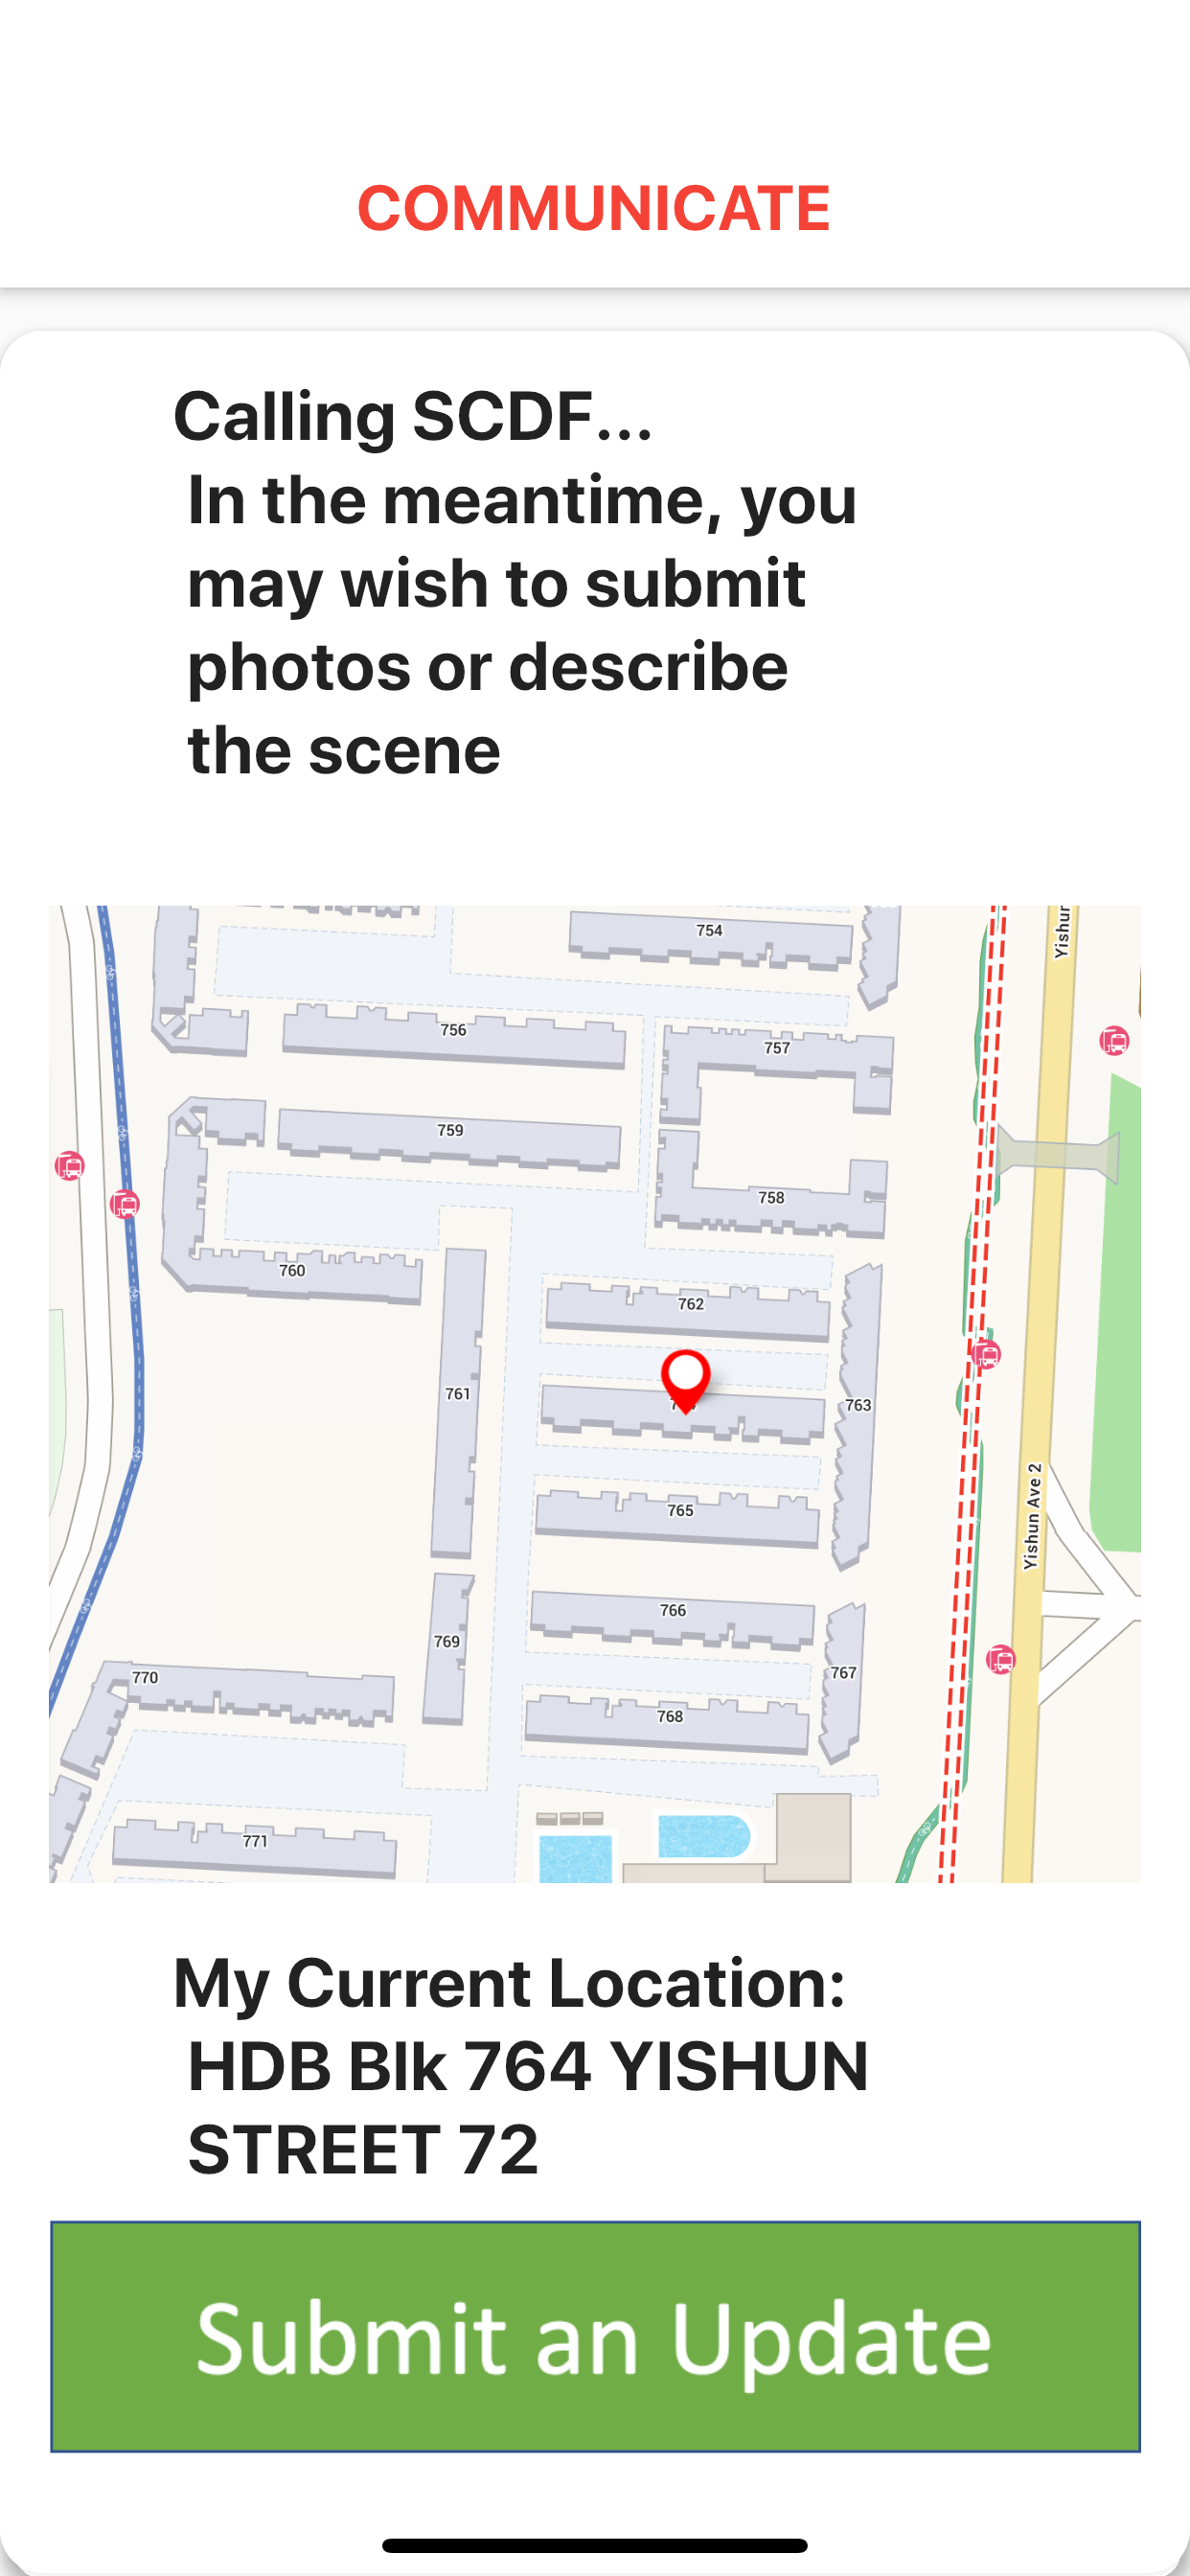 COMMUNICATE
Calling SCDF...
In the meantime, you
may wish to submit
photos or describe
the scene
754
Yishun
756
757
759
758
760
762
761
763
765
766
769
767
770
768
Yishun Ave 2
771
My Current Location:
HDB Blk 764 YISHUN
STREET 72
Submit an Update